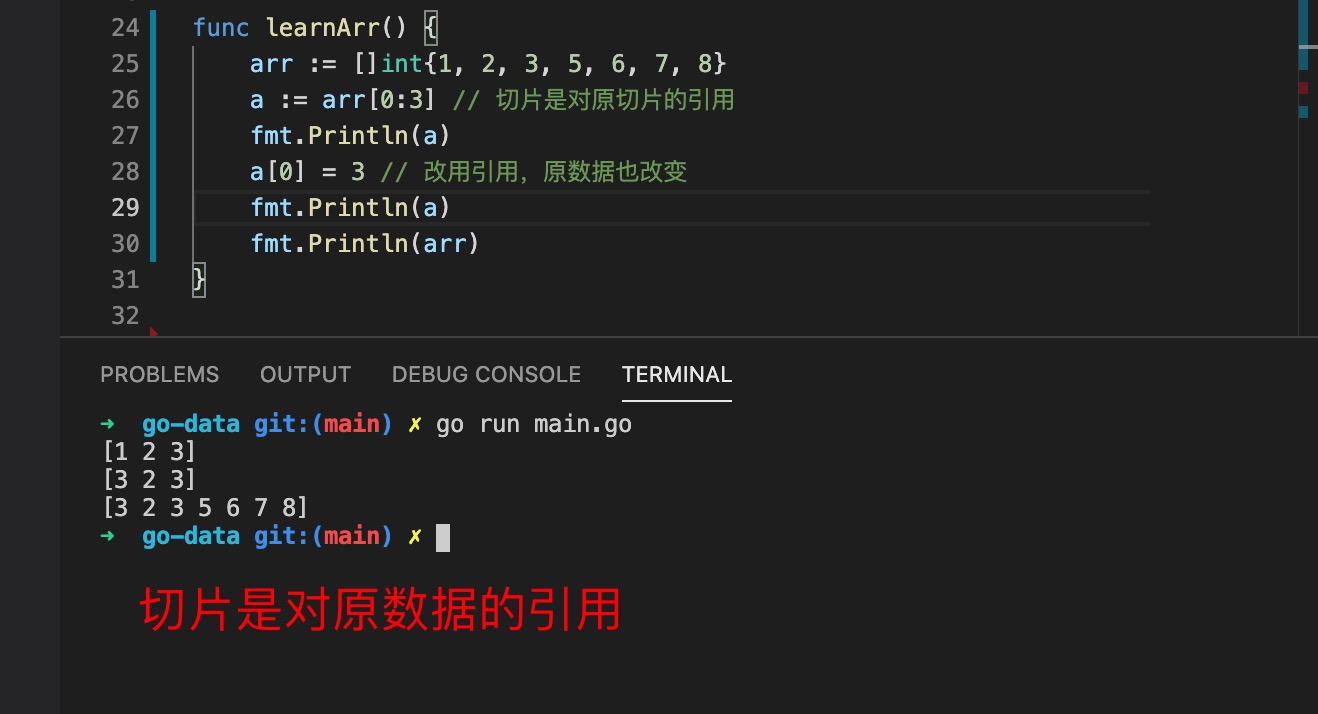 24 func learnArr() {
25 arr := []int{1, 2, 3, 5, 6, 7, 8}
26 a := arr[0:3] // 切片是对原切片的引用
27 fmt.Println(a)
28 a[0] = 3 // 改用引用，原数据也改变
29 fmt.Println(a)
30 fmt.Println(arr)
31 }
32
PROBLEMS OUTPUT DEBUG CONSOLE TERMINAL
➜ go-data git:(main) ✗ go run main.go
[1 2 3]
[3 2 3]
[3 2 3 5 6 7 8]
➜ go-data git:(main) ✗
切片是对原数据的引用